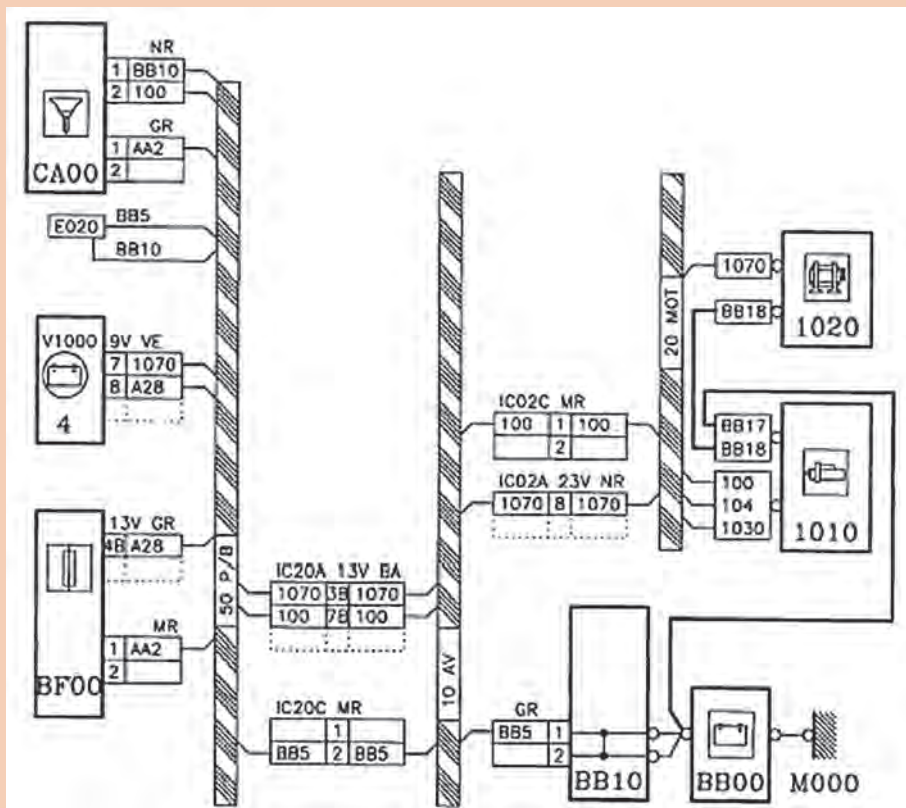 NR
1 BB10
2 100
GR
1 AA2
2
CA00
E020
BB5
BB10
V1000
9V VE
7 1070
8 A28
4
13V GR
4B A28
MR
1 AA2
2
BF00
50 P/B
IC20A 13V BA
1070 3B 1070
100 7B 100
IC20C MR
1
BB5 2 BB5
10 AV
IC02C MR
100 1 100
2
IC02A 23V NR
1070 8 1070
20 MOT
1070
BB18
1020
BB17
BB18
100
104
1030
1010
GR
BB5 1
2
BB10
BB00
M000